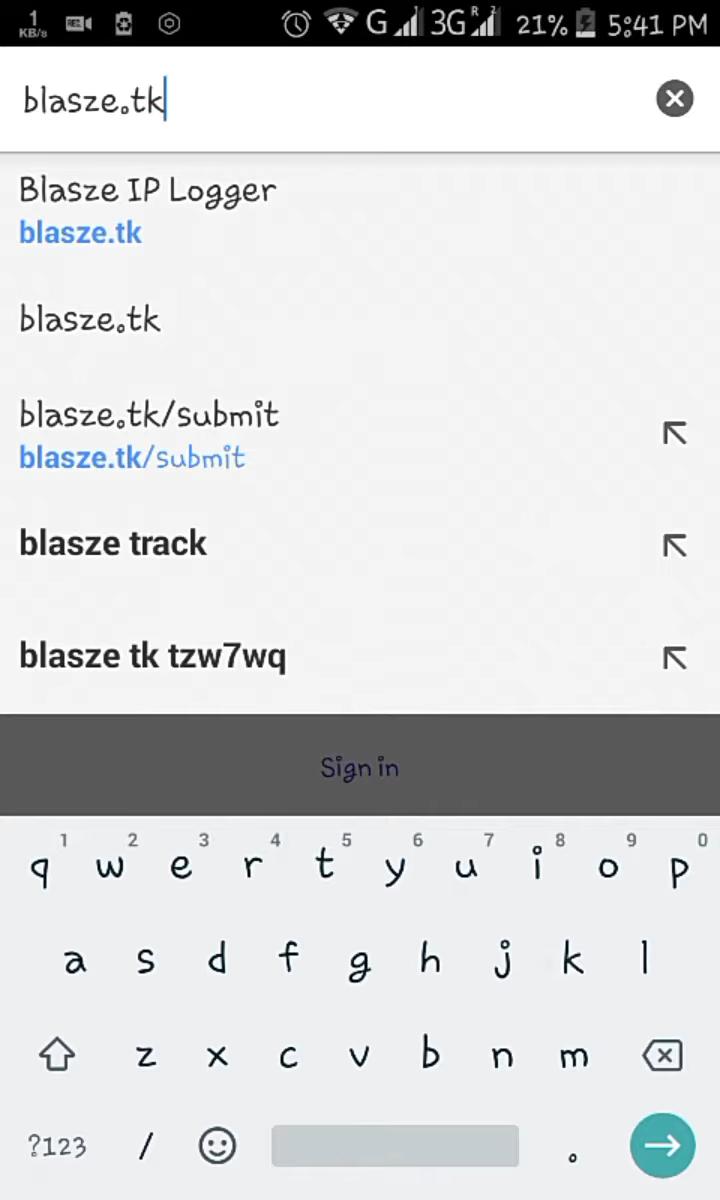 1
KB/s
REC
G
3G
R
2
21%
5:41 PM
blasze.tk
Blasze IP Logger
blasze.tk
blasze.tk
blasze.tk/submit
blasze.tk/submit
blasze track
blasze tk tzw7wq
Sign in
1 2 3 4 5 6 7 8 9 0
q w e r t y u i o p
a s d f g h j k l
z x c v b n m
?123 / .